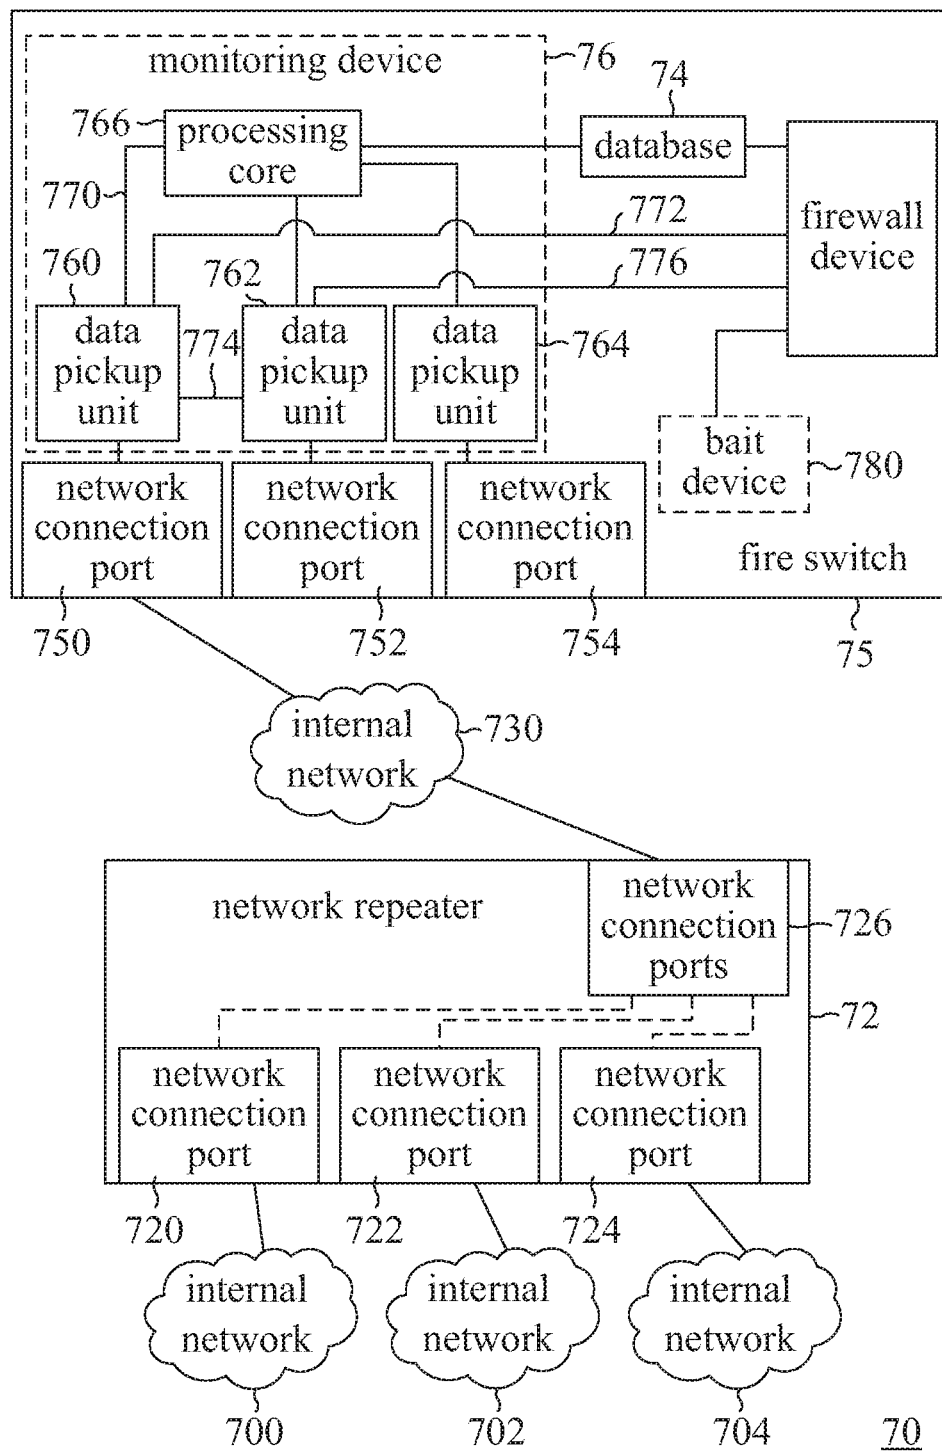 monitoring device
76
74
766
processing
core
database
770
772
firewall
device
760
762
776
data
pickup
unit
774
data
pickup
unit
data
pickup
unit
764
bait
device
780
network
connection
port
network
connection
port
network
connection
port
fire switch
750
752
754
75
internal
network
730
network repeater
network
connection
ports
726
72
network
connection
port
network
connection
port
network
connection
port
720
722
724
internal
network
internal
network
internal
network
700
702
704
70